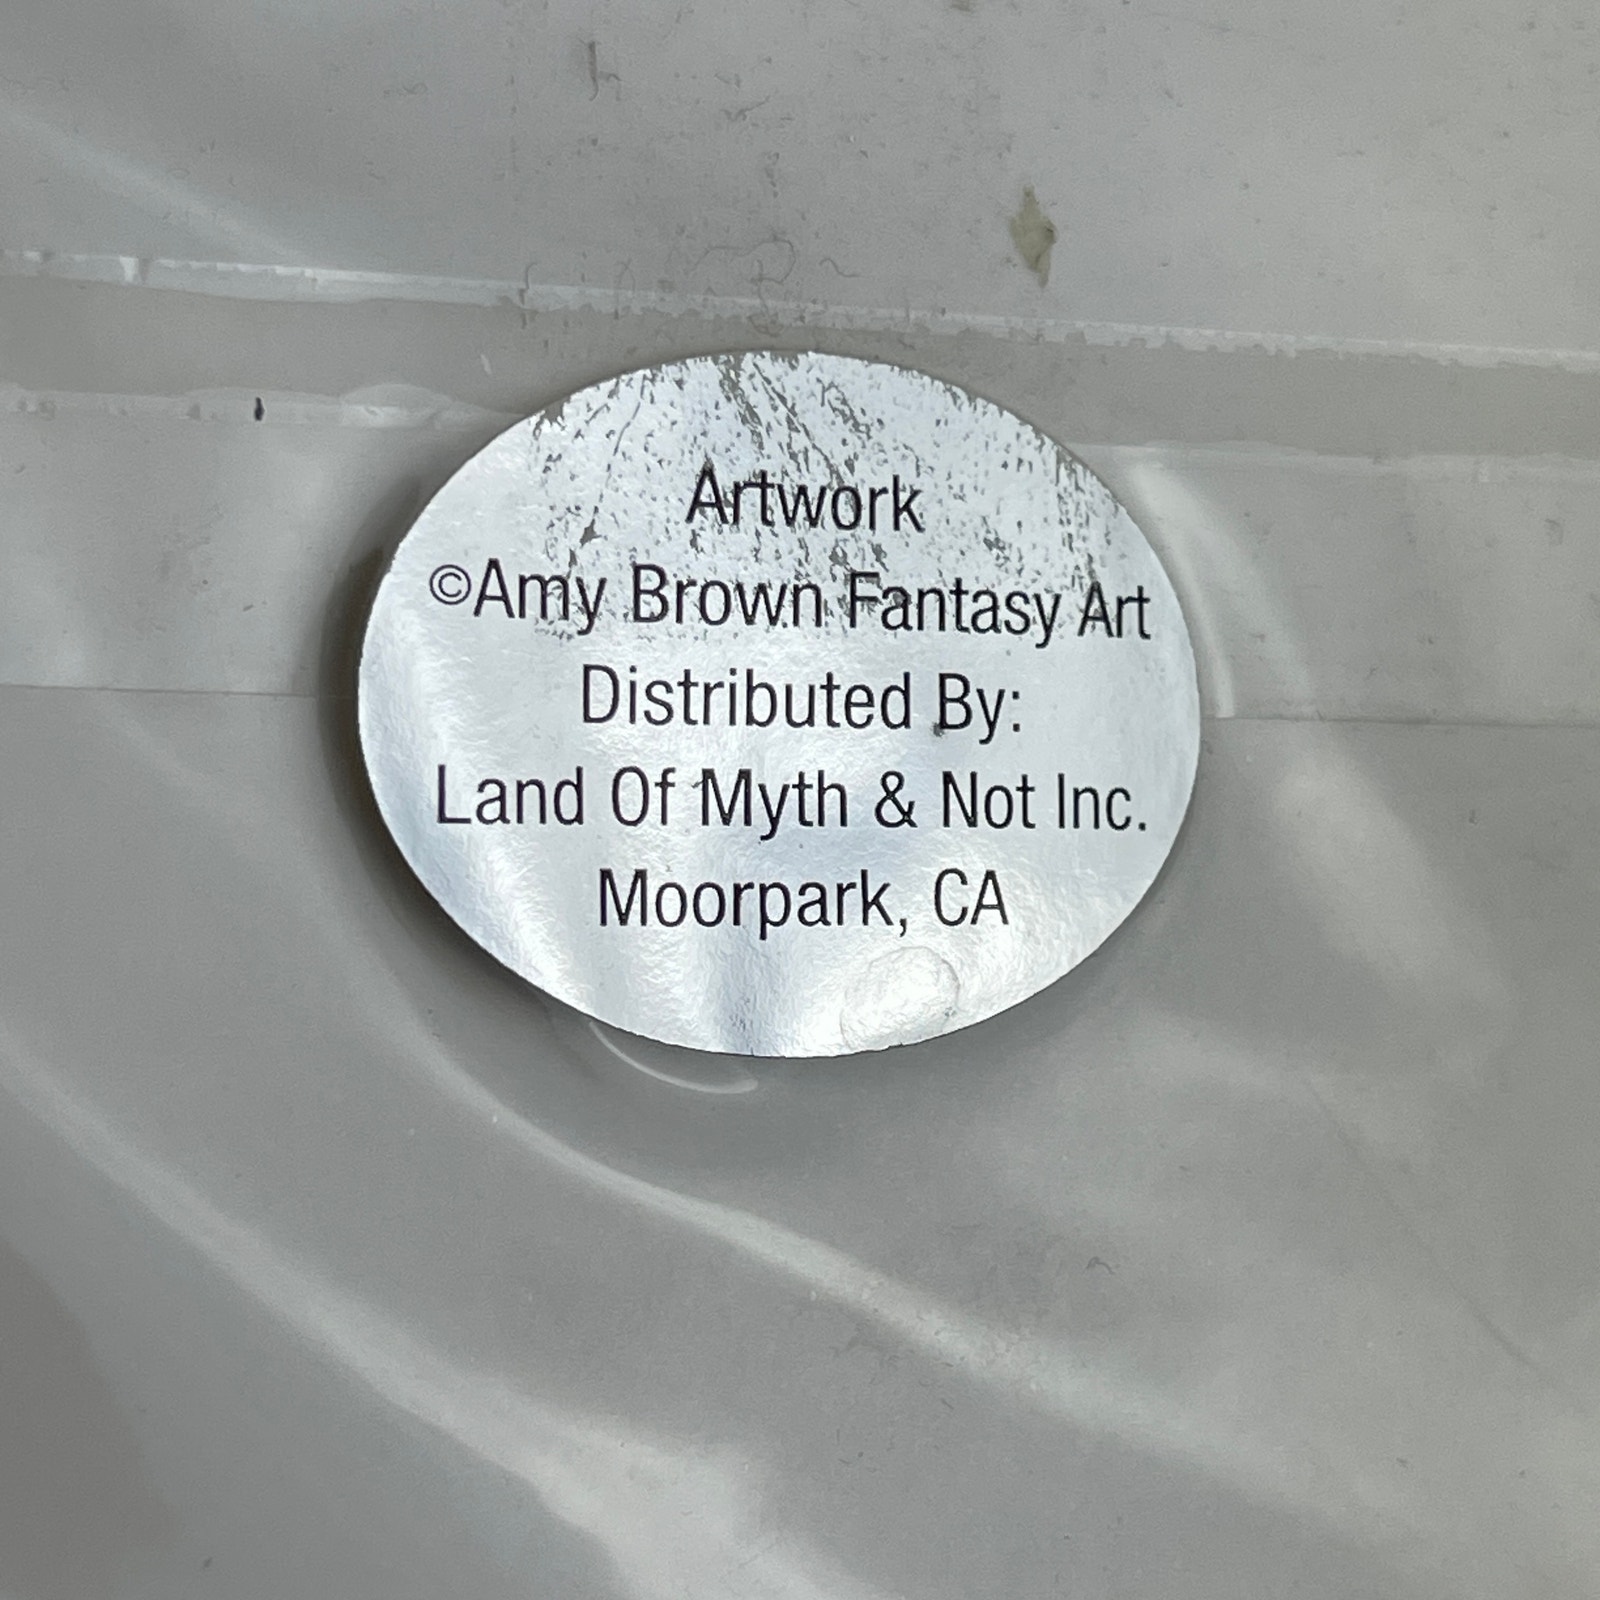 Artwork
©Amy Brown Fantasy Art
Distributed By:
Land Of Myth & Not Inc.
Moorpark, CA